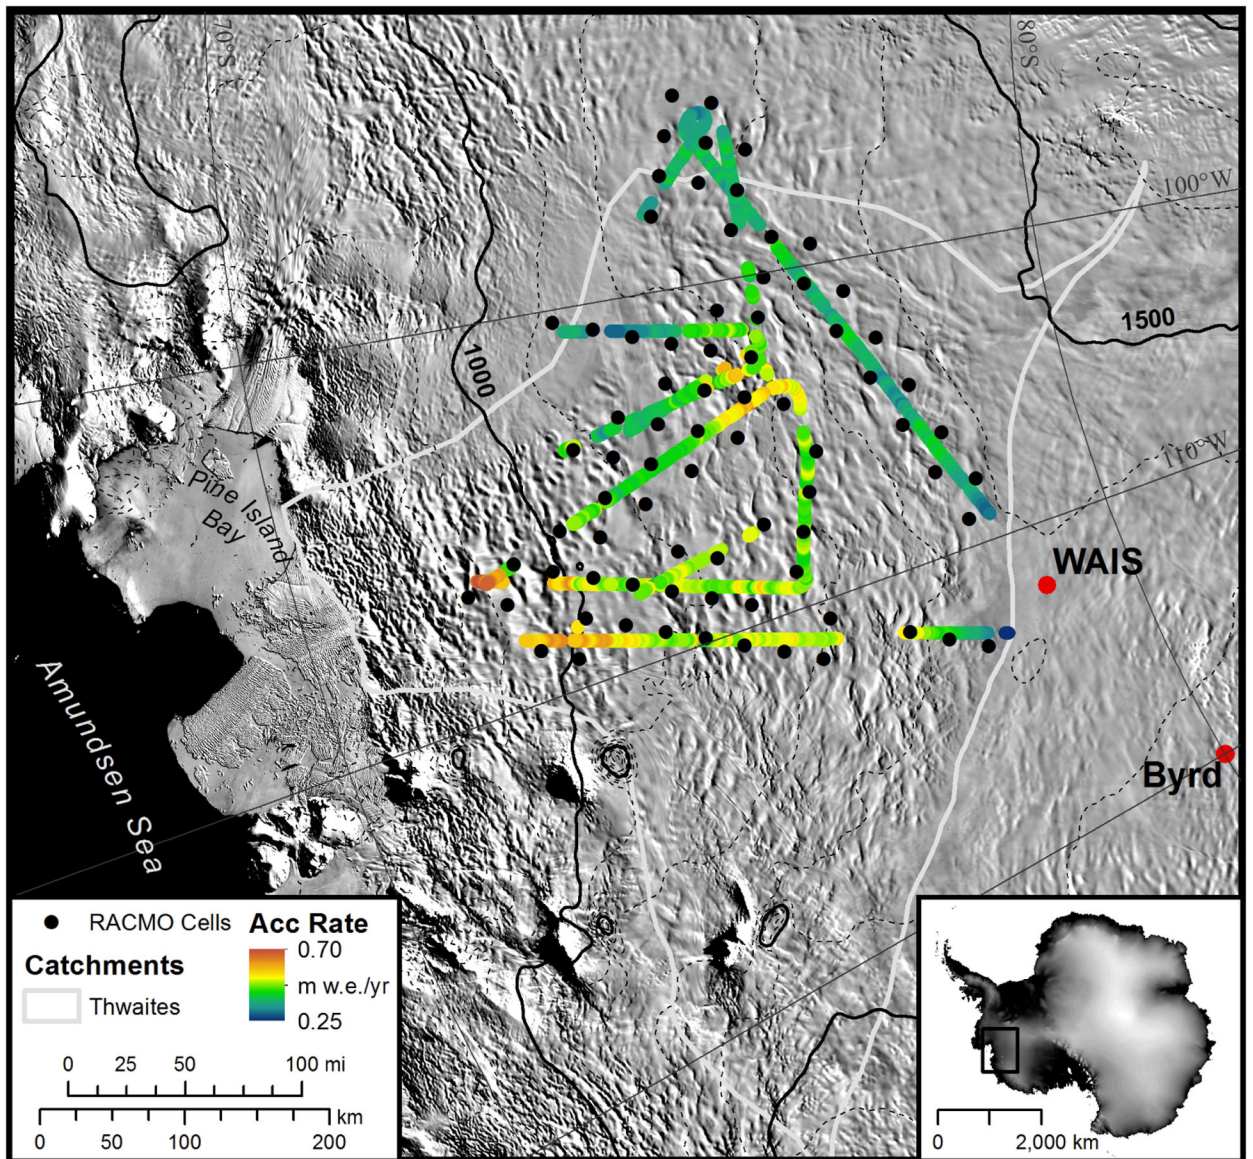 70°S
80°S
100°W
1500
1000
110°W
Pine Island
Bay
WAIS
Byrd
Amundsen Sea
RACMO Cells
Acc Rate
0.70
m w.e./yr
0.25
Catchments
Thwaites
0 25 50 100 mi
km
0 50 100 200
0 2,000 km